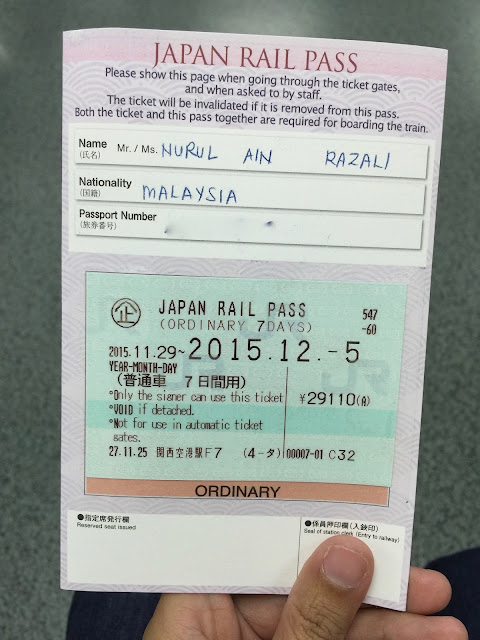 JAPAN RAIL PASS
Please show this page when going through the ticket gates,
and when asked to by staff.
The ticket will be invalidated if it is removed from this pass.
Both the ticket and this pass together are required for boarding the train.
Name Mr. / Ms. NURUL AIN RAZALI
(氏名)
Nationality MALAYSIA
(国籍)
Passport Number
(旅券番号)
企 JAPAN RAIL PASS 547
(ORDINARY 7DAYS) -60
2015.11.29~2015.12.-5
YEAR-MONTH-DAY
(普通車 7日間用)
*Only the signer can use this ticket ¥29110(A)
*VOID if detached.
*Not for use in automatic ticket
gates.
27.11.25 関西空港駅F7 (4-タ) 00007-01 C32
ORDINARY
●指定席発行欄 ●係員押印欄(入鋏印)
Reserved seat issued Seal of station clerk (Entry to railway)